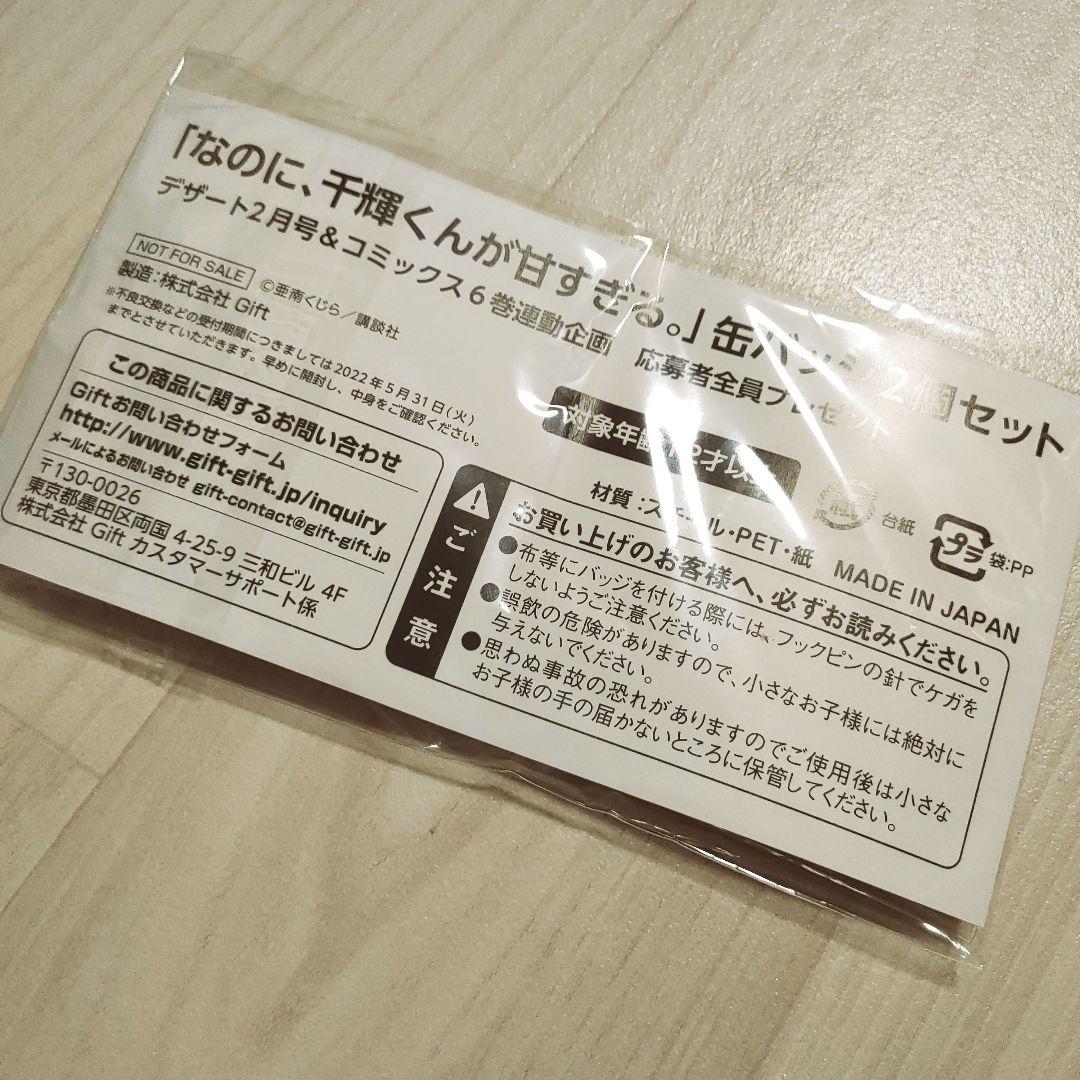 「なのに、千輝くんが甘すぎる。」缶バッジ2個セット
デザート2月号&コミックス6巻連動企画 応募者全員プレゼント
NOT FOR SALE ©亜南くじら/講談社
製造:株式会社 Gift
※不良交換などの受付期間につきましては2022年5月31日(火)
までとさせていただきます。早めに開封し、中身をご確認ください。
この商品に関するお問い合わせ
Giftお問い合わせフォーム
http://www.gift-gift.jp/inquiry
メールによるお問い合わせ gift-contact@gift-gift.jp
〒130-0026
東京都墨田区両国 4-25-9 三和ビル 4F
株式会社 Gift カスタマーサポート係
対象年齢12才以
材質:スチール・PET・紙 MADE IN JAPAN
台紙
プラ 袋:PP
ご注意
お買い上げのお客様へ、必ずお読みください。
●布等にバッジを付ける際には、フックピンの針でケガを
しないようご注意ください。
●誤飲の危険がありますので、小さなお子様には絶対に
与えないでください。
●思わぬ事故の恐れがありますのでご使用後は小さな
お子様の手の届かないところに保管してください。